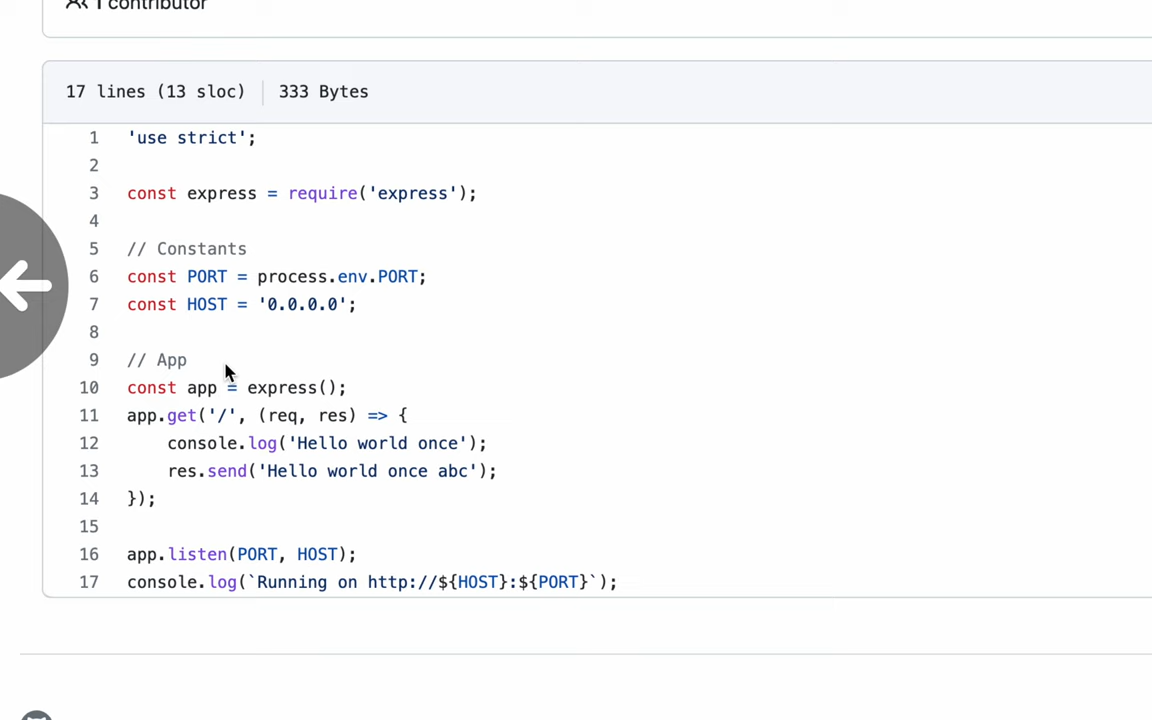 1 contributor
17 lines (13 sloc) 333 Bytes
1 'use strict';
2
3 const express = require('express');
4
5 // Constants
6 const PORT = process.env.PORT;
7 const HOST = '0.0.0.0';
8
9 // App
10 const app = express();
11 app.get('/', (req, res) => {
12     console.log('Hello world once');
13     res.send('Hello world once abc');
14 });
15
16 app.listen(PORT, HOST);
17 console.log(`Running on http://${HOST}:${PORT}`);